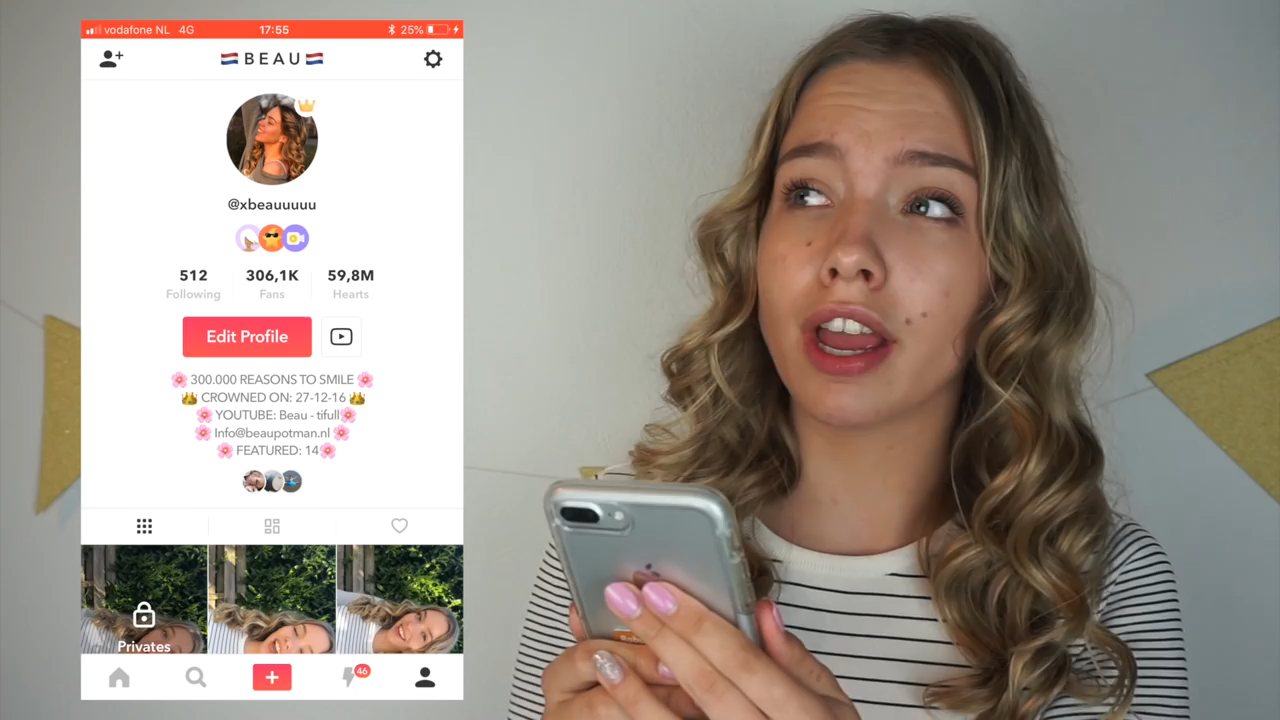 vodafone NL 4G 17:55 25%
🇳🇱 B E A U 🇳🇱
@xbeauuuuu
512 306,1K 59,8M
Following Fans Hearts
Edit Profile
🌸 300.000 REASONS TO SMILE 🌸
👑 CROWNED ON: 27-12-16 👑
🌸 YOUTUBE: Beau - tifull🌸
🌸 Info@beaupotman.nl 🌸
🌸 FEATURED: 14🌸
Privates
46